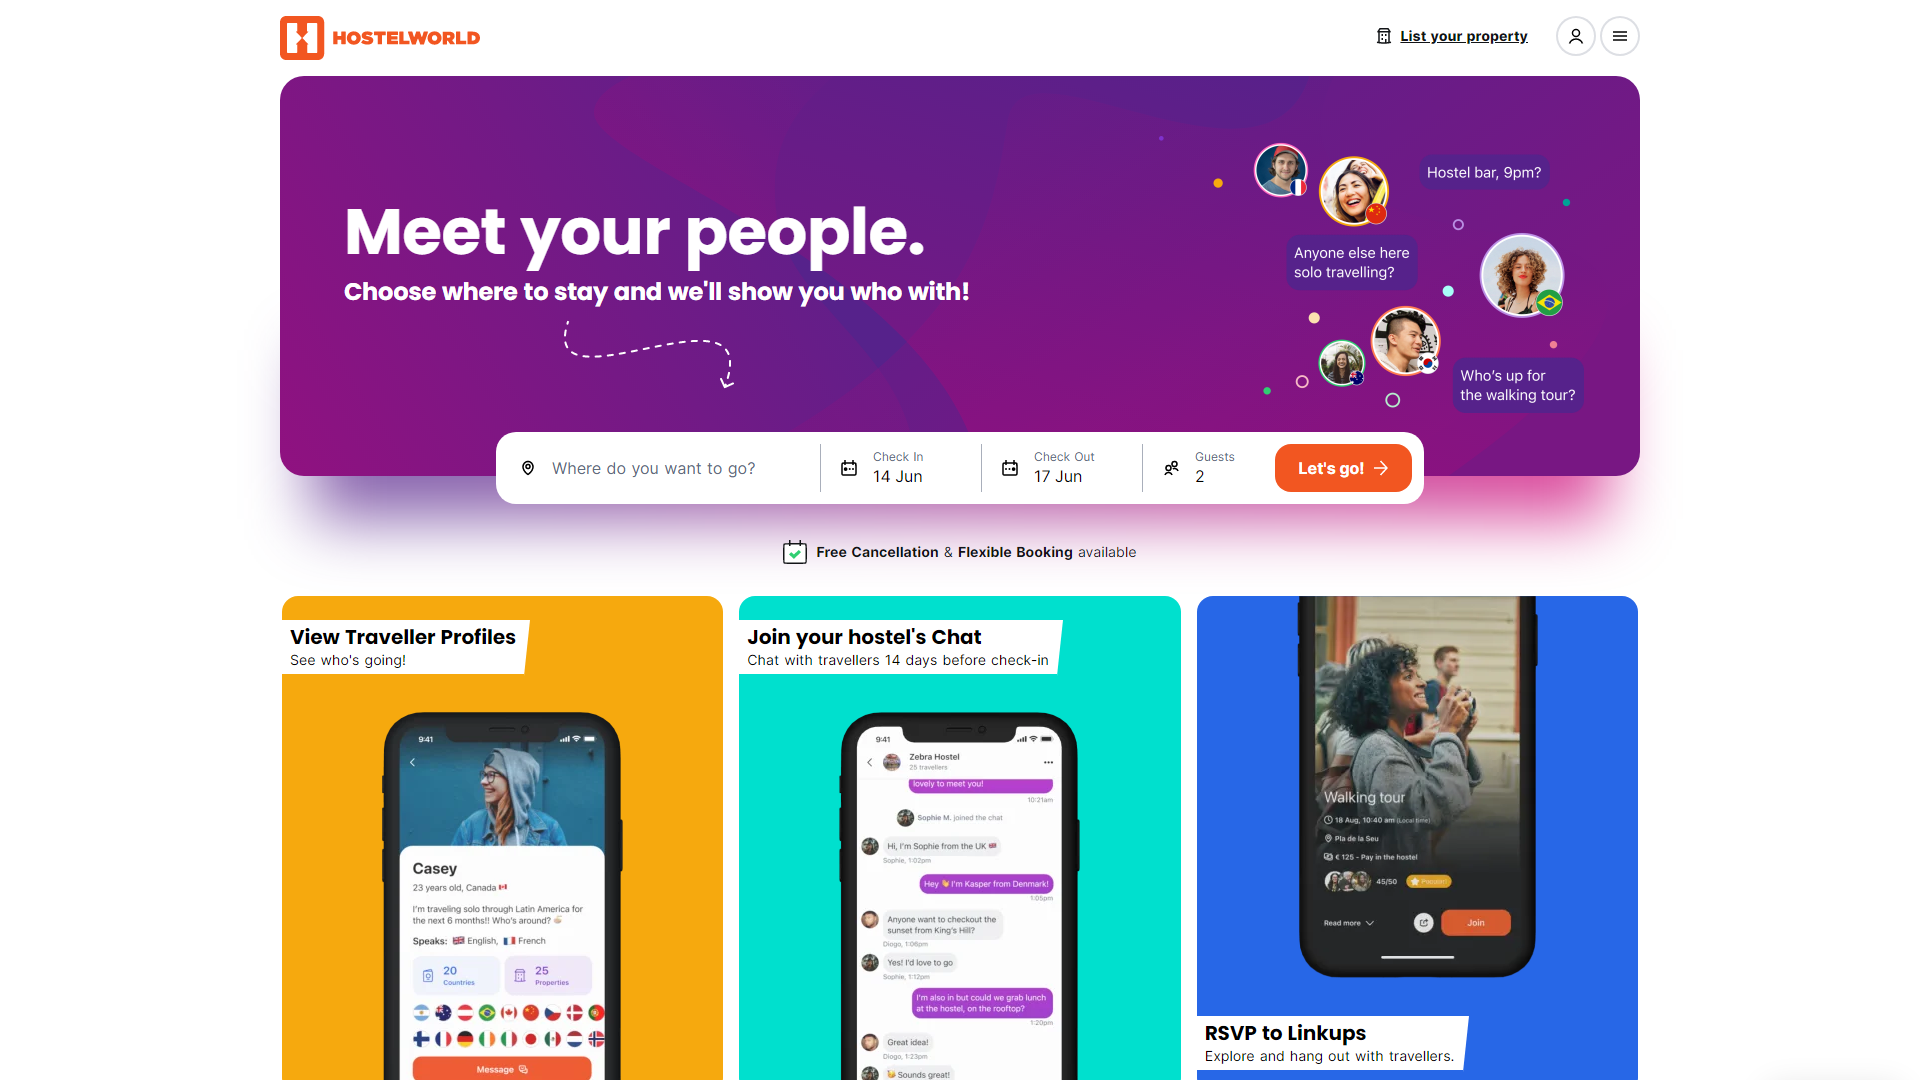 HOSTELWORLD
List your property
Meet your people.
Choose where to stay and we'll show you who with!
Hostel bar, 9pm?
Anyone else here
solo travelling?
Who's up for
the walking tour?
Where do you want to go?
Check In
14 Jun
Check Out
17 Jun
Guests
2
Let's go!
Free Cancellation & Flexible Booking available
View Traveller Profiles
See who's going!
9:41
Casey
23 years old, Canada
I'm traveling solo through Latin America for
the next 6 months!! Who's around?
Speaks: English, French
20
Countries
25
Properties
Message
Join your hostel's Chat
Chat with travellers 14 days before check-in
9:41
Zebra Hostel
25 travellers
lovely to meet you!
10:21am
Sophie M. joined the chat
Hi, I'm Sophie from the UK
Sophie, 1:02pm
Hey I'm Kasper from Denmark!
1:05pm
Anyone want to checkout the
sunset from King's Hill?
Diogo, 1:06pm
Yes! I'd love to go
Sophie, 1:12pm
I'm also in but could we grab lunch
at the hostel, on the rooftop?
1:20pm
Great idea!
Diogo, 1:23pm
Sounds great!
Walking tour
18 Aug, 10:40 am (Local time)
Pla de la Seu
€ 125 - Pay in the hostel
45/50
Popular
Read more
Join
RSVP to Linkups
Explore and hang out with travellers.